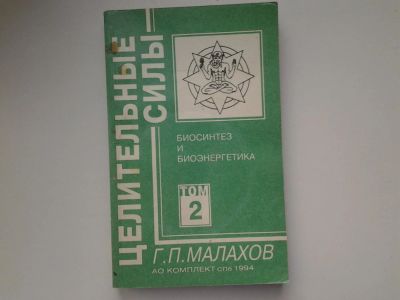 ЦЕЛИТЕЛЬНЫЕ
СИЛЫ
БИОСИНТЕЗ
И
БИОЭНЕРГЕТИКА
ТОМ
2
Г.П.МАЛАХОВ
АО КОМПЛЕКТ СПб 1994